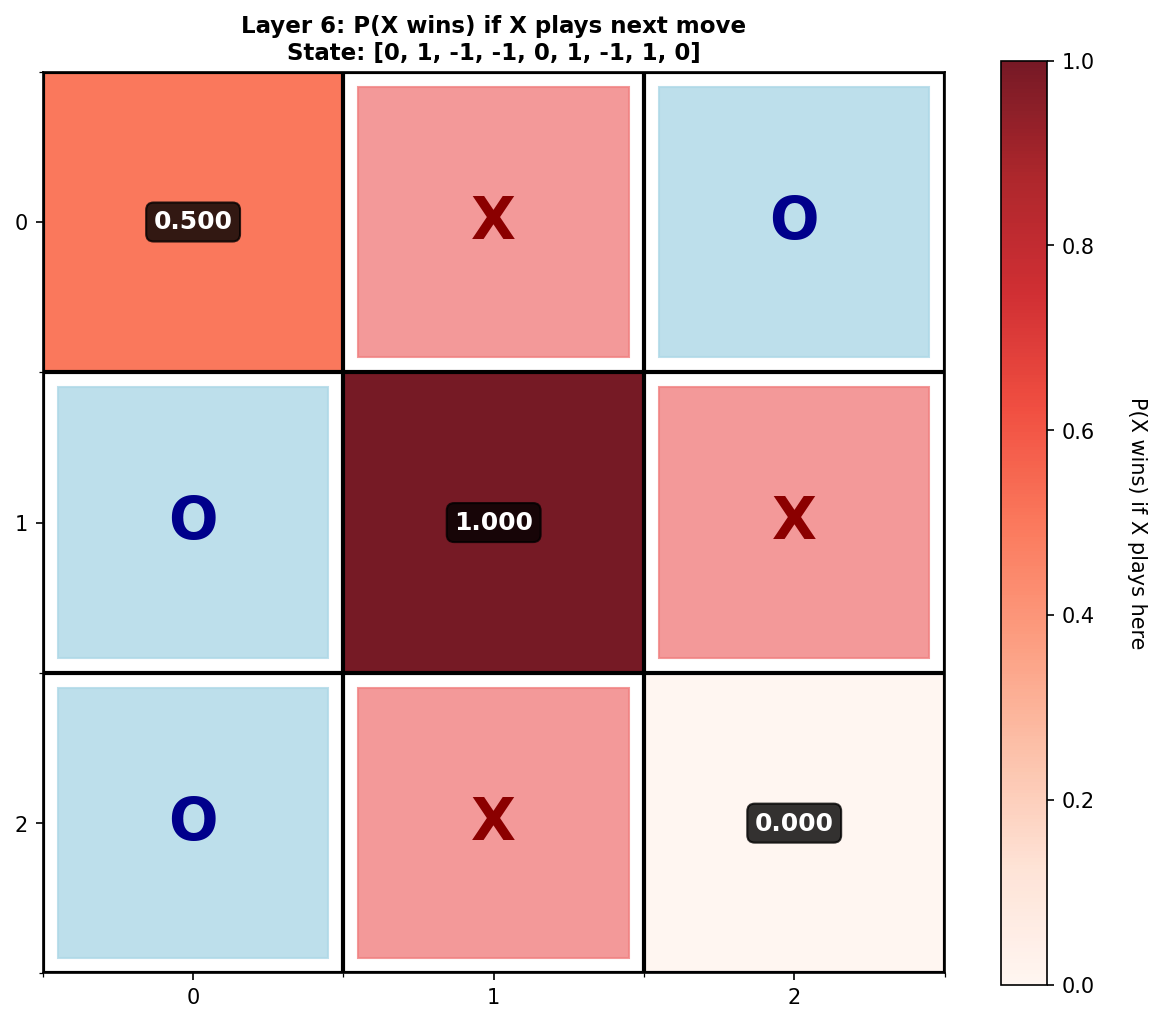 Layer 6: P(X wins) if X plays next move
State: [0, 1, -1, -1, 0, 1, -1, 1, 0]
0
0.500
X
O
1
O
1.000
X
2
O
X
0.000
0
1
2
1.0
0.8
0.6
0.4
0.2
0.0
P(X wins) if X plays here